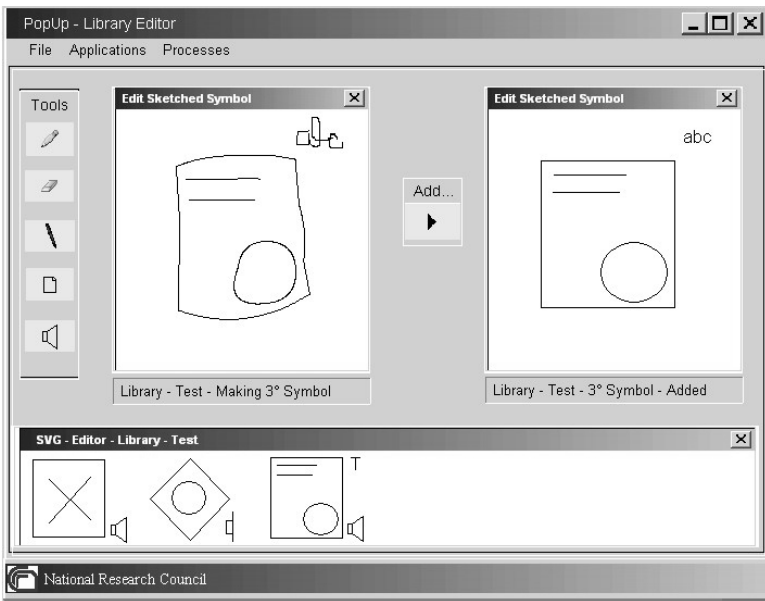 PopUp - Library Editor
File Applications Processes
Tools
Edit Sketched Symbol
abc
Library - Test - Making 3° Symbol
Add...
Edit Sketched Symbol
abc
Library - Test - 3° Symbol - Added
SVG - Editor - Library - Test
T
National Research Council